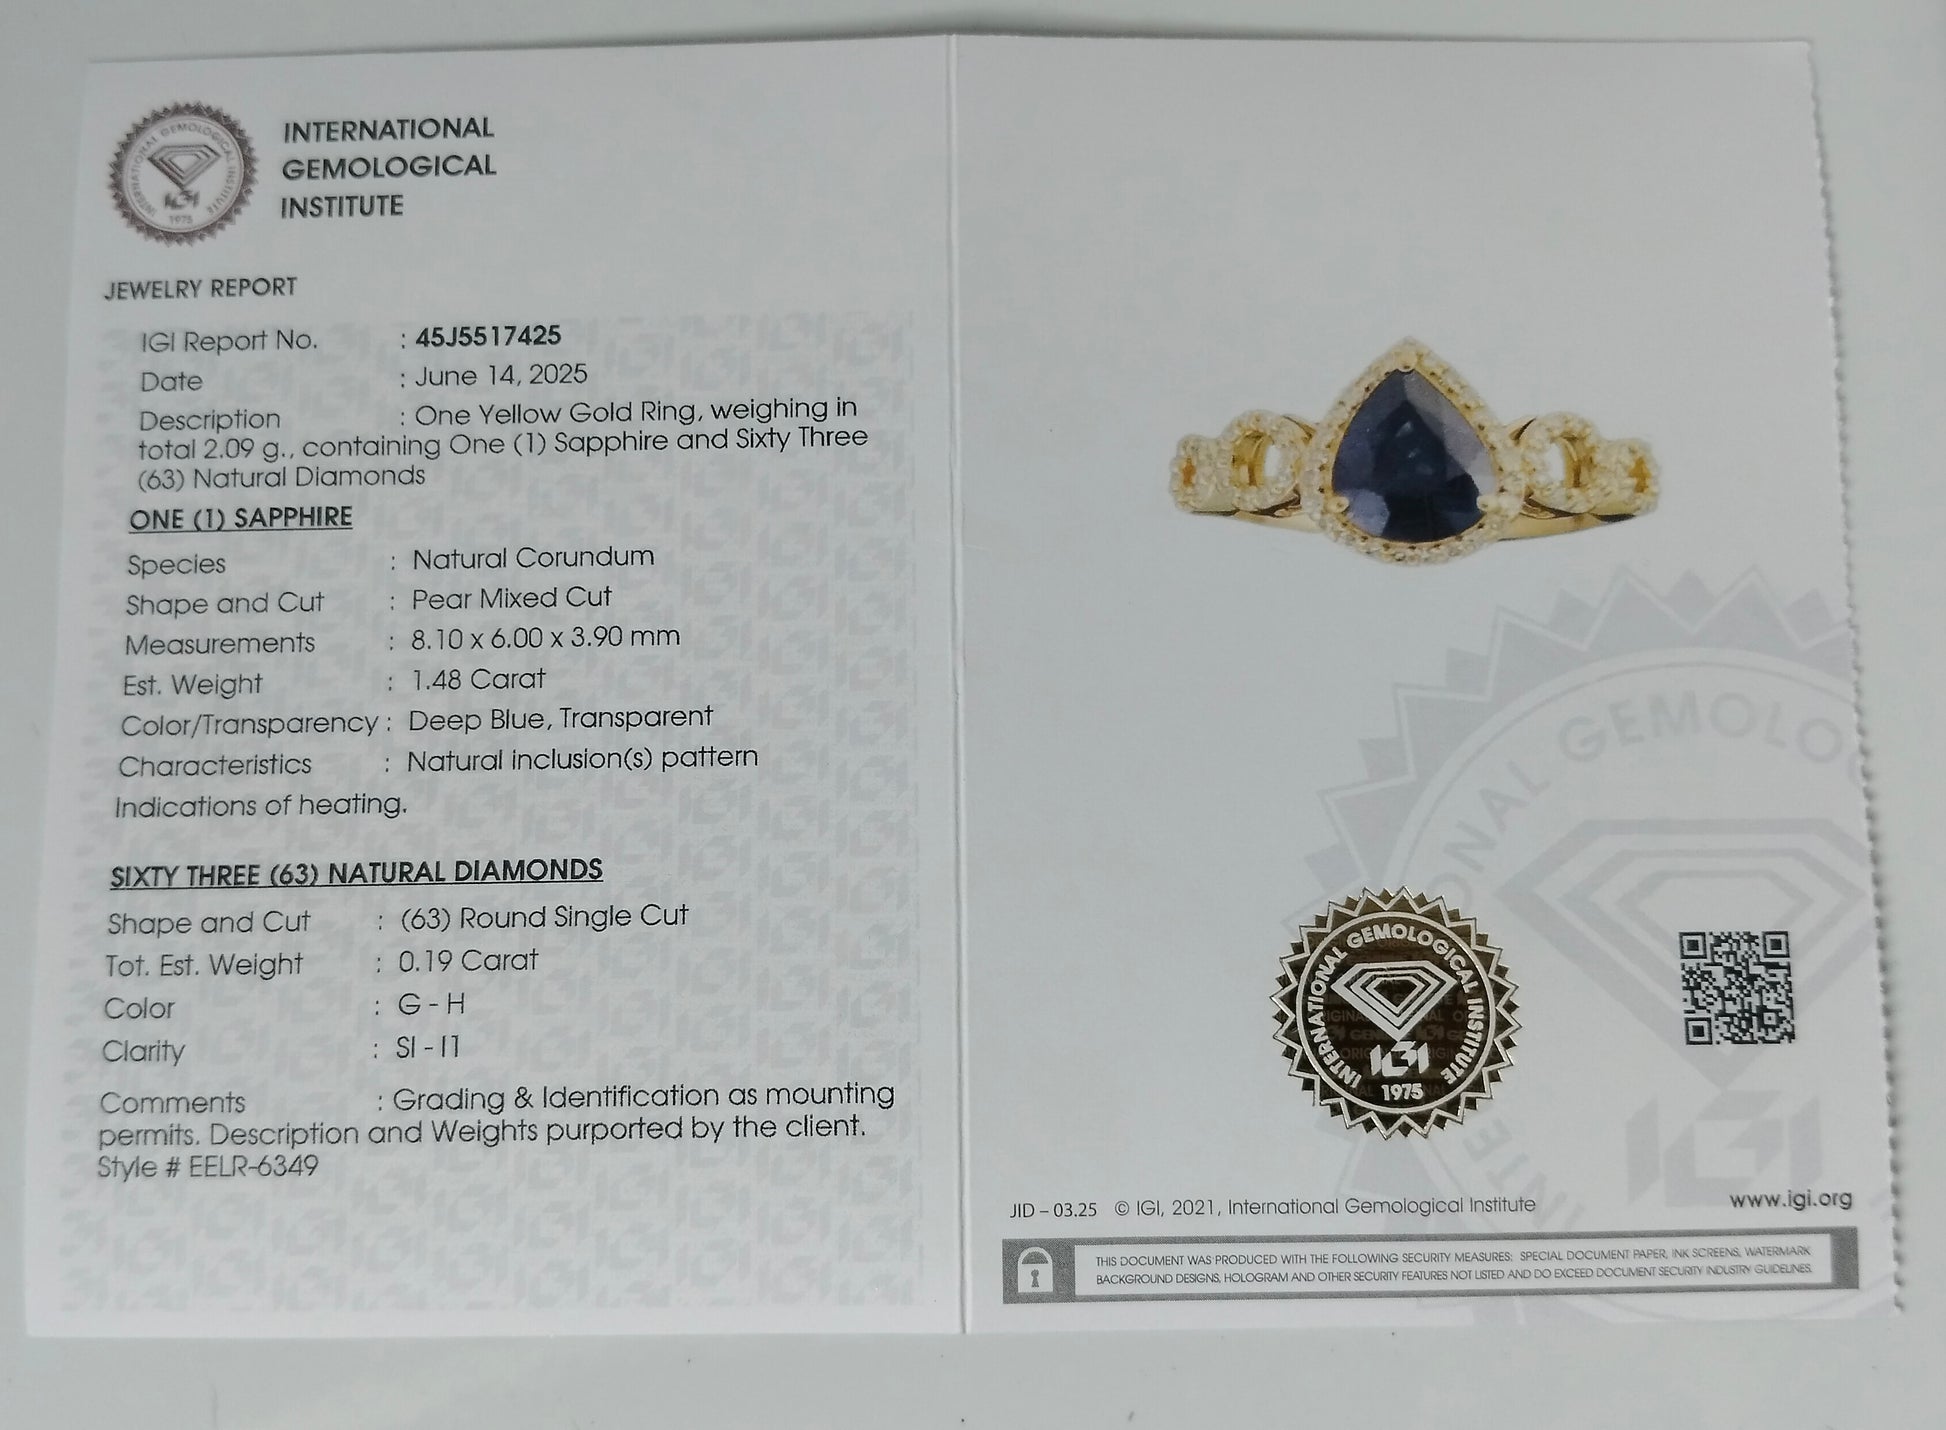 INTERNATIONAL
GEMOLOGICAL
INSTITUTE
INTERNATIONAL GEMOLOGICAL INSTITUTE
IGI
1975
JEWELRY REPORT
IGI Report No. : 45J5517425
Date : June 14, 2025
Description : One Yellow Gold Ring, weighing in
total 2.09 g., containing One (1) Sapphire and Sixty Three
(63) Natural Diamonds
ONE (1) SAPPHIRE
Species : Natural Corundum
Shape and Cut : Pear Mixed Cut
Measurements : 8.10 x 6.00 x 3.90 mm
Est. Weight : 1.48 Carat
Color/Transparency : Deep Blue, Transparent
Characteristics : Natural inclusion(s) pattern
Indications of heating.
SIXTY THREE (63) NATURAL DIAMONDS
Shape and Cut : (63) Round Single Cut
Tot. Est. Weight : 0.19 Carat
Color : G - H
Clarity : SI - I1
Comments : Grading & Identification as mounting
permits. Description and Weights purported by the client.
Style # EELR-6349
INTERNATIONAL GEMOLOGICAL INSTITUTE
IGI
1975
JID – 03.25 © IGI, 2021, International Gemological Institute
www.igi.org
THIS DOCUMENT WAS PRODUCED WITH THE FOLLOWING SECURITY MEASURES: SPECIAL DOCUMENT PAPER, INK SCREENS, WATERMARK
BACKGROUND DESIGNS, HOLOGRAM AND OTHER SECURITY FEATURES NOT LISTED AND DO EXCEED DOCUMENT SECURITY INDUSTRY GUIDELINES.